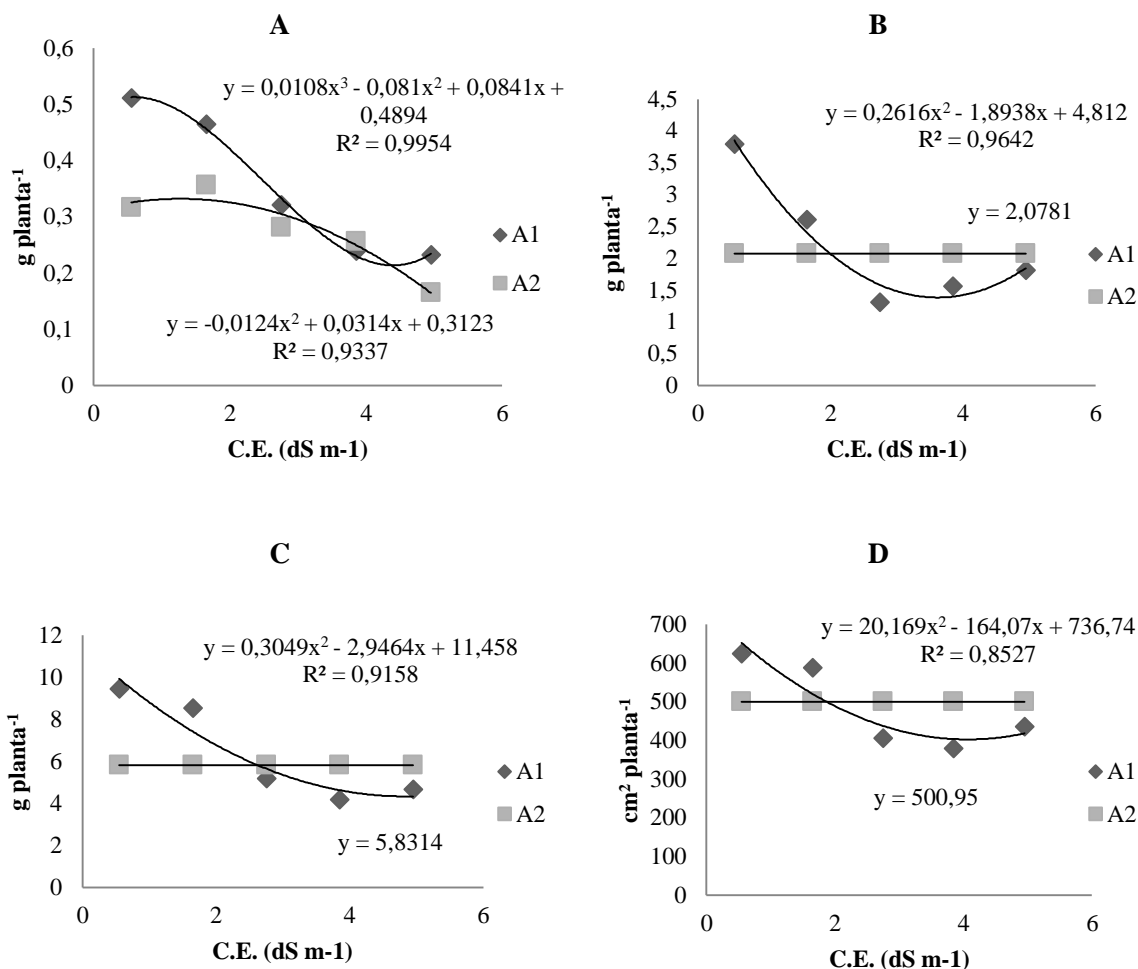 A
0,6
0,5
0,4
0,3
0,2
0,1
0
0 2 4 6
g planta-1
C.E. (dS m-1)
y = 0,0108x3 - 0,081x2 + 0,0841x +
0,4894
R² = 0,9954
y = -0,0124x2 + 0,0314x + 0,3123
R² = 0,9337
A1
A2
B
4,5
4
3,5
3
2,5
2
1,5
1
0,5
0
0 2 4 6
g planta-1
C.E. (dS m-1)
y = 0,2616x2 - 1,8938x + 4,812
R² = 0,9642
y = 2,0781
A1
A2
C
12
10
8
6
4
2
0
0 2 4 6
g planta-1
C.E. (dS m-1)
y = 0,3049x2 - 2,9464x + 11,458
R² = 0,9158
y = 5,8314
A1
A2
D
700
600
500
400
300
200
100
0
0 2 4 6
cm² planta-1
C.E. (dS m-1)
y = 20,169x2 - 164,07x + 736,74
R² = 0,8527
y = 500,95
A1
A2